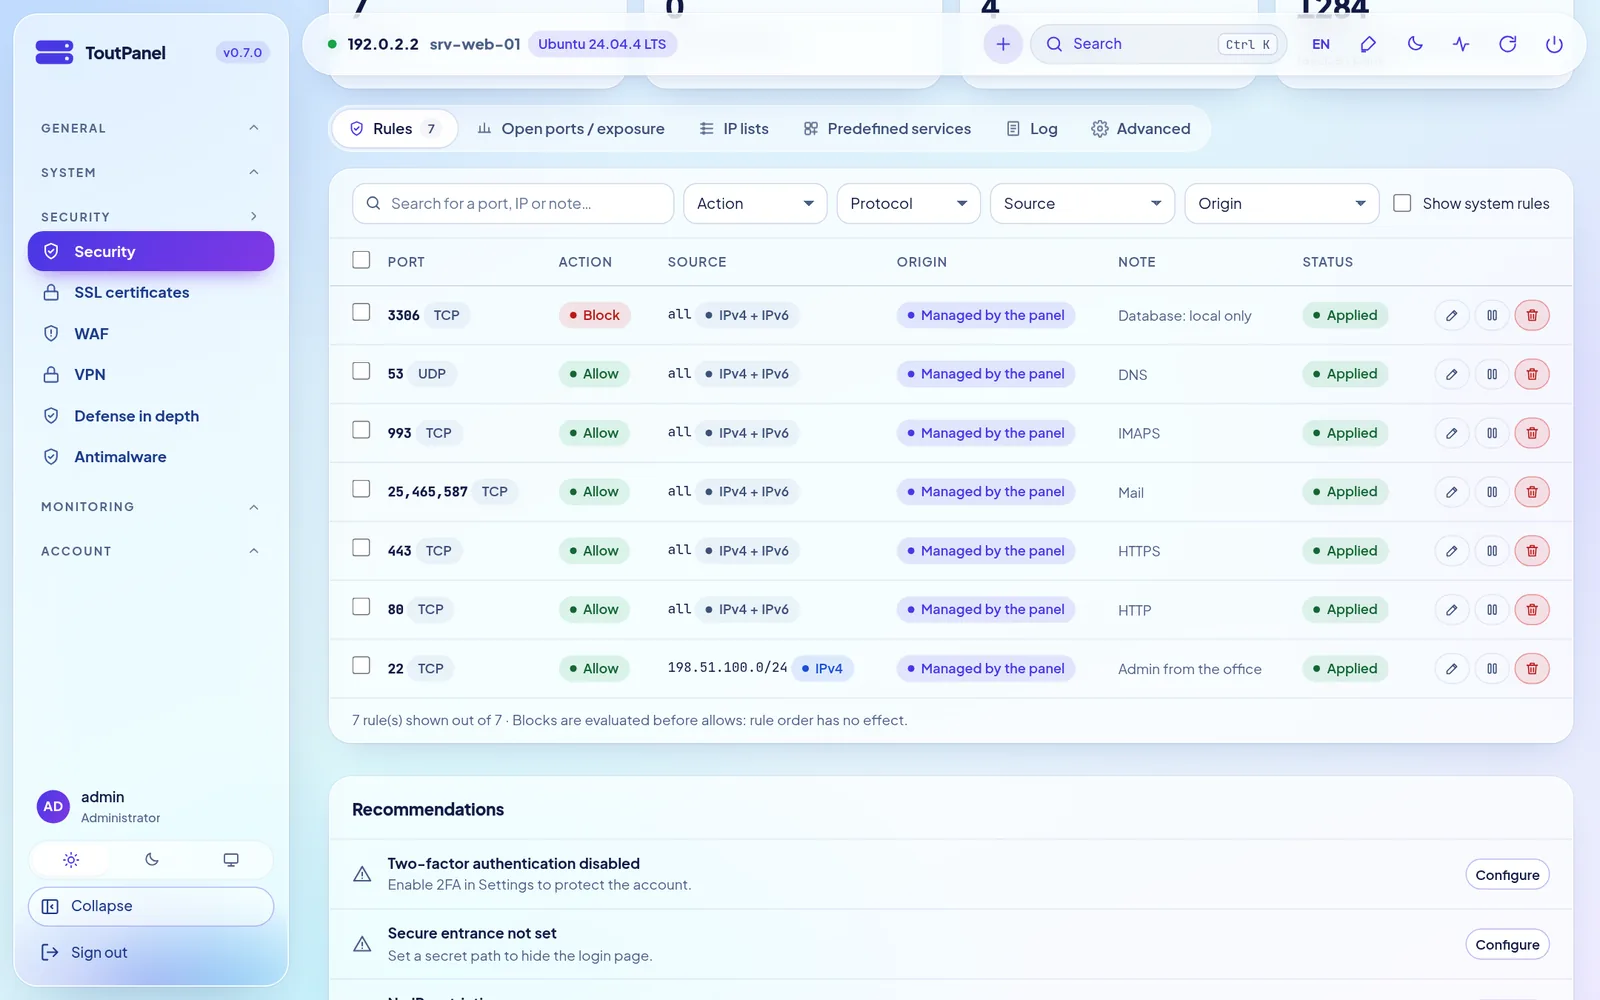 ToutPanel v0.7.0
192.0.2.2 srv-web-01 Ubuntu 24.04.4 LTS
Search Ctrl K EN
7 0 4 1284
GENERAL
SYSTEM
SECURITY
Security
SSL certificates
WAF
VPN
Defense in depth
Antimalware
MONITORING
ACCOUNT
AD admin
Administrator
Collapse
Sign out
Rules 7 Open ports / exposure IP lists Predefined services Log Advanced
Search for a port, IP or note... Action Protocol Source Origin Show system rules
PORT ACTION SOURCE ORIGIN NOTE STATUS
3306 TCP Block all IPv4 + IPv6 Managed by the panel Database: local only Applied
53 UDP Allow all IPv4 + IPv6 Managed by the panel DNS Applied
993 TCP Allow all IPv4 + IPv6 Managed by the panel IMAPS Applied
25,465,587 TCP Allow all IPv4 + IPv6 Managed by the panel Mail Applied
443 TCP Allow all IPv4 + IPv6 Managed by the panel HTTPS Applied
80 TCP Allow all IPv4 + IPv6 Managed by the panel HTTP Applied
22 TCP Allow 198.51.100.0/24 IPv4 Managed by the panel Admin from the office Applied
7 rule(s) shown out of 7 · Blocks are evaluated before allows: rule order has no effect.
Recommendations
Two-factor authentication disabled
Enable 2FA in Settings to protect the account.
Configure
Secure entrance not set
Set a secret path to hide the login page.
Configure